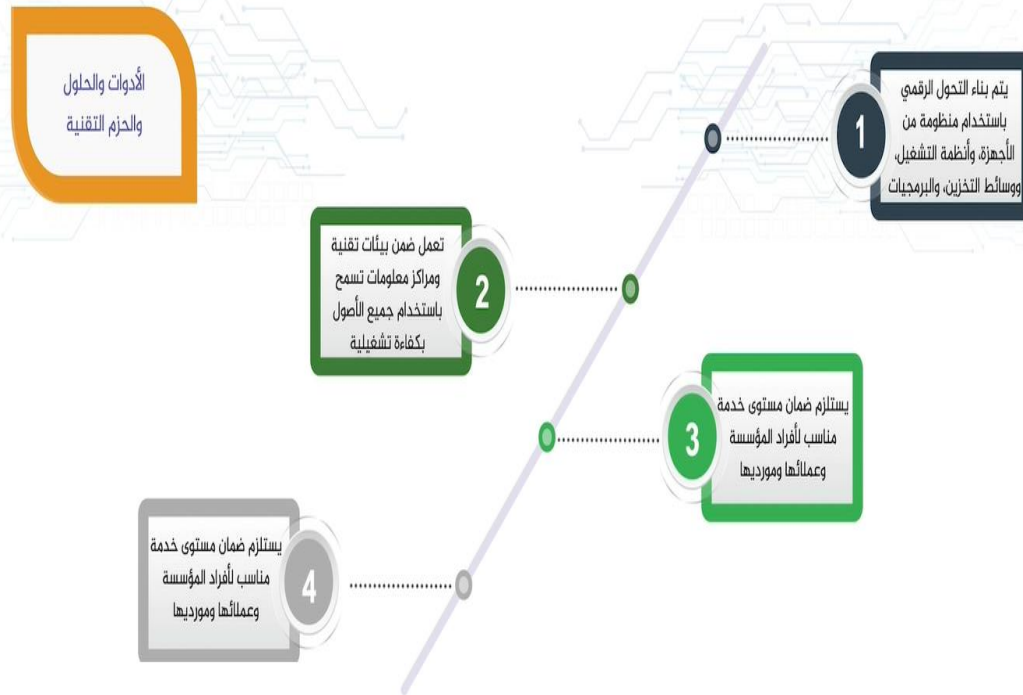 الأدوات والحلول
والحزم التقنية
1
يتم بناء التحول الرقمي
باستخدام منظومة من
الأجهزة، وأنظمة التشغيل،
ووسائط التخزين، والبرمجيات
2
تعمل ضمن بيئات تقنية
ومراكز معلومات تسمح
باستخدام جميع الأصول
بكفاءة تشغيلية
3
يستلزم ضمان مستوى خدمة
مناسب لأفراد المؤسسة
وعملائها ومورديها
4
يستلزم ضمان مستوى خدمة
مناسب لأفراد المؤسسة
وعملائها ومورديها